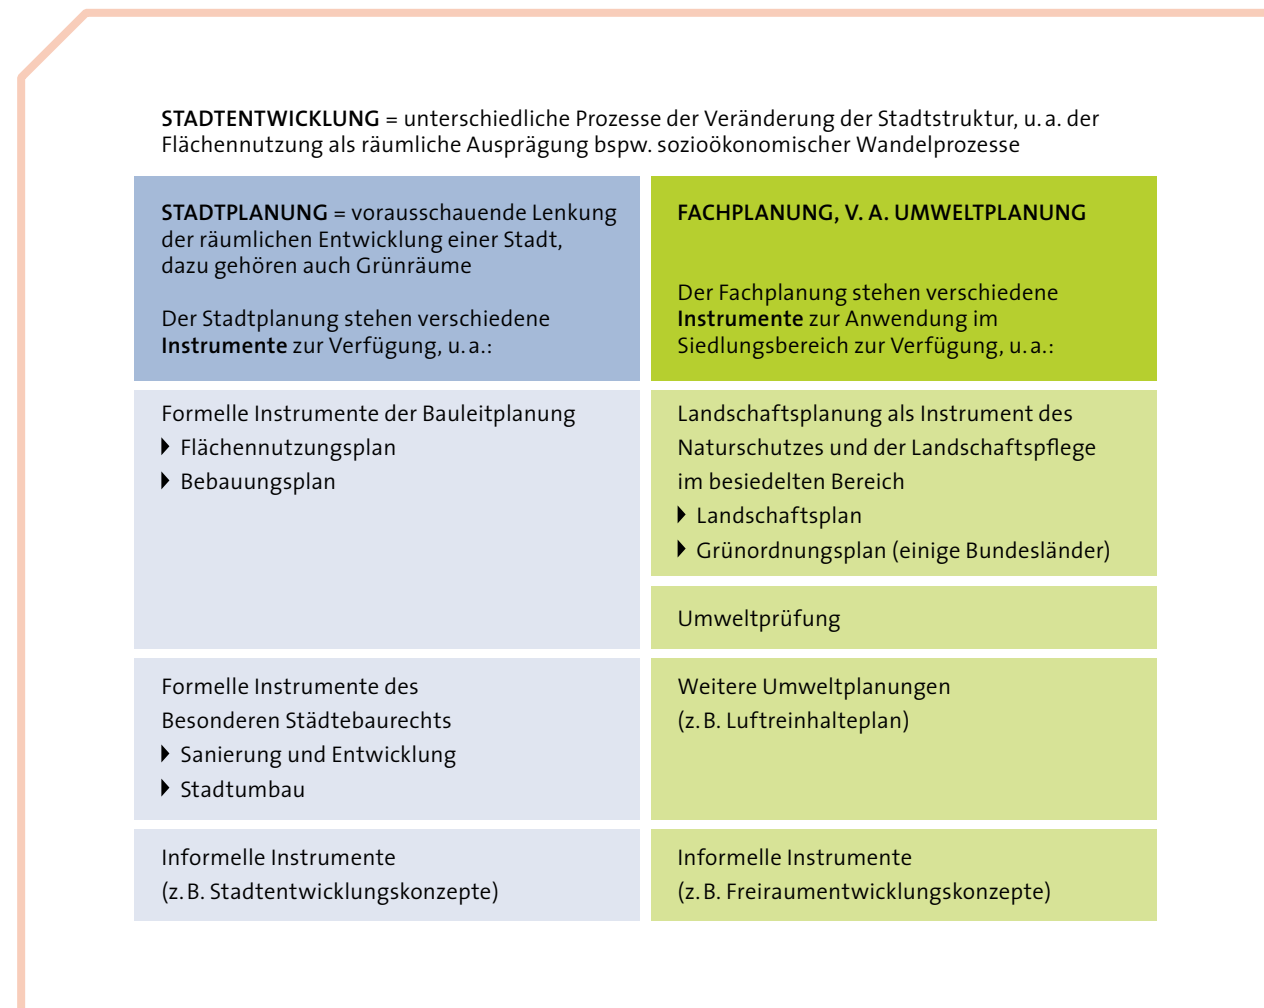 STADTENTWICKLUNG = unterschiedliche Prozesse der Veränderung der Stadtstruktur, u. a. der
Flächennutzung als räumliche Ausprägung bspw. sozioökonomischer Wandelprozesse
STADTPLANUNG = vorausschauende Lenkung
der räumlichen Entwicklung einer Stadt,
dazu gehören auch Grünräume
Der Stadtplanung stehen verschiedene
Instrumente zur Verfügung, u. a.:
FACHPLANUNG, V. A. UMWELTPLANUNG
Der Fachplanung stehen verschiedene
Instrumente zur Anwendung im
Siedlungsbereich zur Verfügung, u. a.:
Formelle Instrumente der Bauleitplanung
Flächennutzungsplan
Bebauungsplan
Landschaftsplanung als Instrument des
Naturschutzes und der Landschaftspflege
im besiedelten Bereich
Landschaftsplan
Grünordnungsplan (einige Bundesländer)
Umweltprüfung
Formelle Instrumente des
Besonderen Städtebaurechts
Sanierung und Entwicklung
Stadtumbau
Weitere Umweltplanungen
(z. B. Luftreinhalteplan)
Informelle Instrumente
(z. B. Stadtentwicklungskonzepte)
Informelle Instrumente
(z. B. Freiraumentwicklungskonzepte)